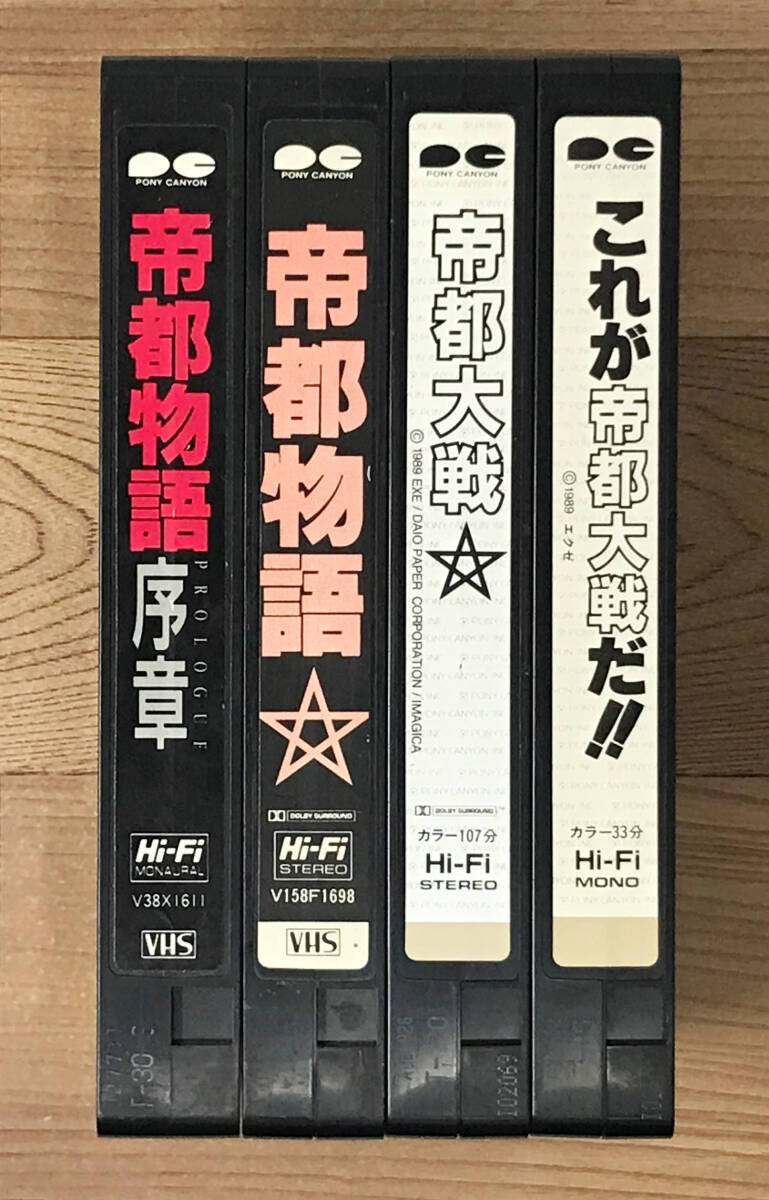 PONY CANYON
帝都物語
序章
PROLOGUE
Hi-Fi
MONAURAL
V38X1611
VHS
PONY CANYON
帝都物語
DOLBY SURROUND
Hi-Fi
STEREO
V158F1698
VHS
PONY CANYON
帝都大戦
© 1989 EXE / DAIO PAPER CORPORATION / IMAGICA
DOLBY SURROUND
カラー107分
Hi-Fi
STEREO
IO2069
PONY CANYON
これが帝都大戦だ!!
©1989 エクゼ
カラー33分
Hi-Fi
MONO